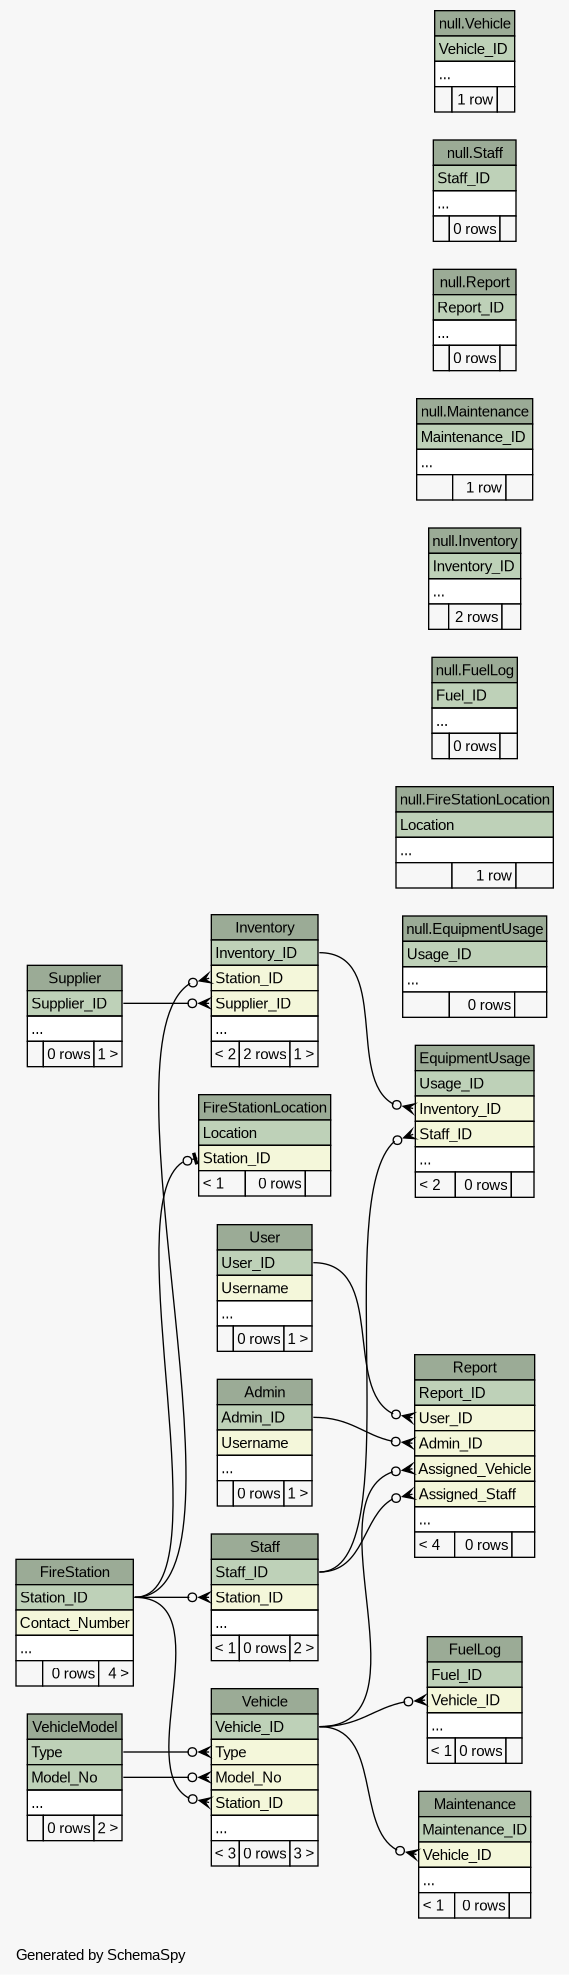 null.Vehicle
Vehicle_ID
...
1 row
null.Staff
Staff_ID
...
0 rows
null.Report
Report_ID
...
0 rows
null.Maintenance
Maintenance_ID
...
1 row
null.Inventory
Inventory_ID
...
2 rows
null.FuelLog
Fuel_ID
...
0 rows
null.FireStationLocation
Location
...
1 row
null.EquipmentUsage
Usage_ID
...
0 rows
Inventory
Inventory_ID
Station_ID
Supplier_ID
...
< 2 2 rows 1 >
Supplier
Supplier_ID
...
0 rows 1 >
EquipmentUsage
Usage_ID
Inventory_ID
Staff_ID
...
< 2 0 rows
FireStationLocation
Location
Station_ID
< 1 0 rows
User
User_ID
Username
...
0 rows 1 >
Admin
Admin_ID
Username
...
0 rows 1 >
Report
Report_ID
User_ID
Admin_ID
Assigned_Vehicle
Assigned_Staff
...
< 4 0 rows
Staff
Staff_ID
Station_ID
...
< 1 0 rows 2 >
FireStation
Station_ID
Contact_Number
...
0 rows 4 >
FuelLog
Fuel_ID
Vehicle_ID
...
< 1 0 rows
Vehicle
Vehicle_ID
Type
Model_No
Station_ID
...
< 3 0 rows 3 >
VehicleModel
Type
Model_No
...
0 rows 2 >
Maintenance
Maintenance_ID
Vehicle_ID
...
< 1 0 rows
Generated by SchemaSpy